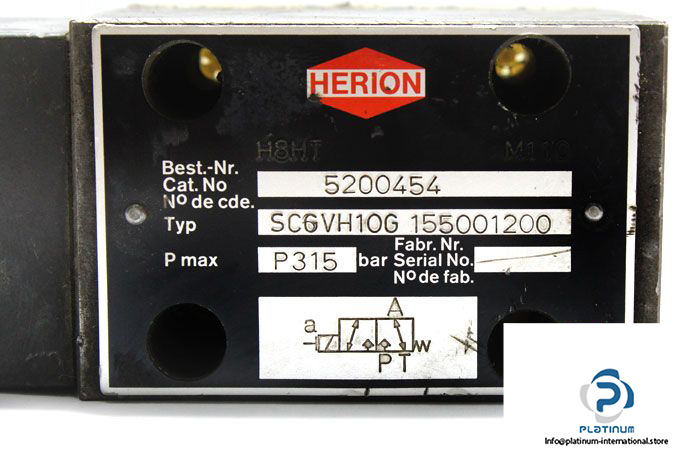 HERION
H8HT M110
Best.-Nr.
Cat. No 5200454
Nº de cde.
Typ SC6VH10G 155001200
P max P315 bar
Fabr. Nr.
Serial No.
Nº de fab.
A
a
P T w
PLATINUM
info@platinum-international.store